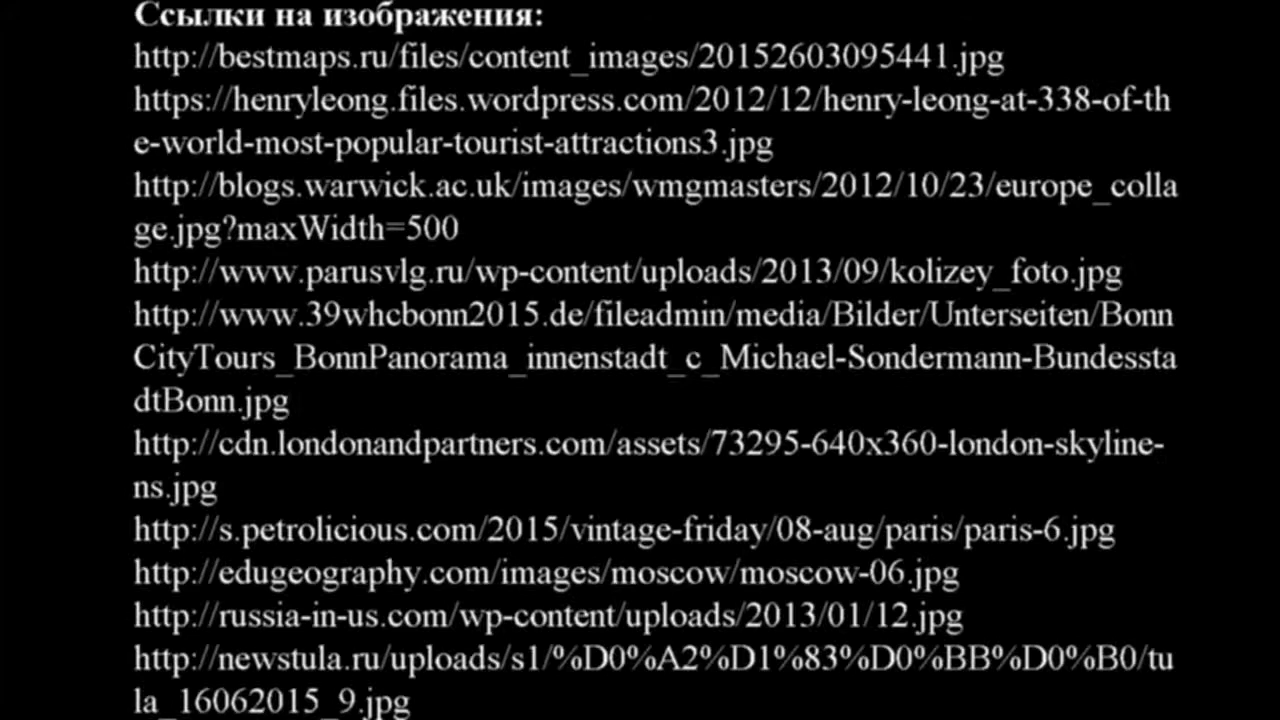 Ссылки на изображения:
http://bestmaps.ru/files/content_images/20152603095441.jpg
https://henryleong.files.wordpress.com/2012/12/henry-leong-at-338-of-th
e-world-most-popular-tourist-attractions3.jpg
http://blogs.warwick.ac.uk/images/wmgmasters/2012/10/23/europe_colla
ge.jpg?maxWidth=500
http://www.parusvlg.ru/wp-content/uploads/2013/09/kolizey_foto.jpg
http://www.39whcbonn2015.de/fileadmin/media/Bilder/Unterseiten/Bonn
CityTours_BonnPanorama_innenstadt_c_Michael-Sondermann-Bundessta
dtBonn.jpg
http://cdn.londonandpartners.com/assets/73295-640x360-london-skyline-
ns.jpg
http://s.petrolicious.com/2015/vintage-friday/08-aug/paris/paris-6.jpg
http://edugeography.com/images/moscow/moscow-06.jpg
http://russia-in-us.com/wp-content/uploads/2013/01/12.jpg
http://newstula.ru/uploads/s1/%D0%A2%D1%83%D0%BB%D0%B0/tu
la_16062015_9.jpg